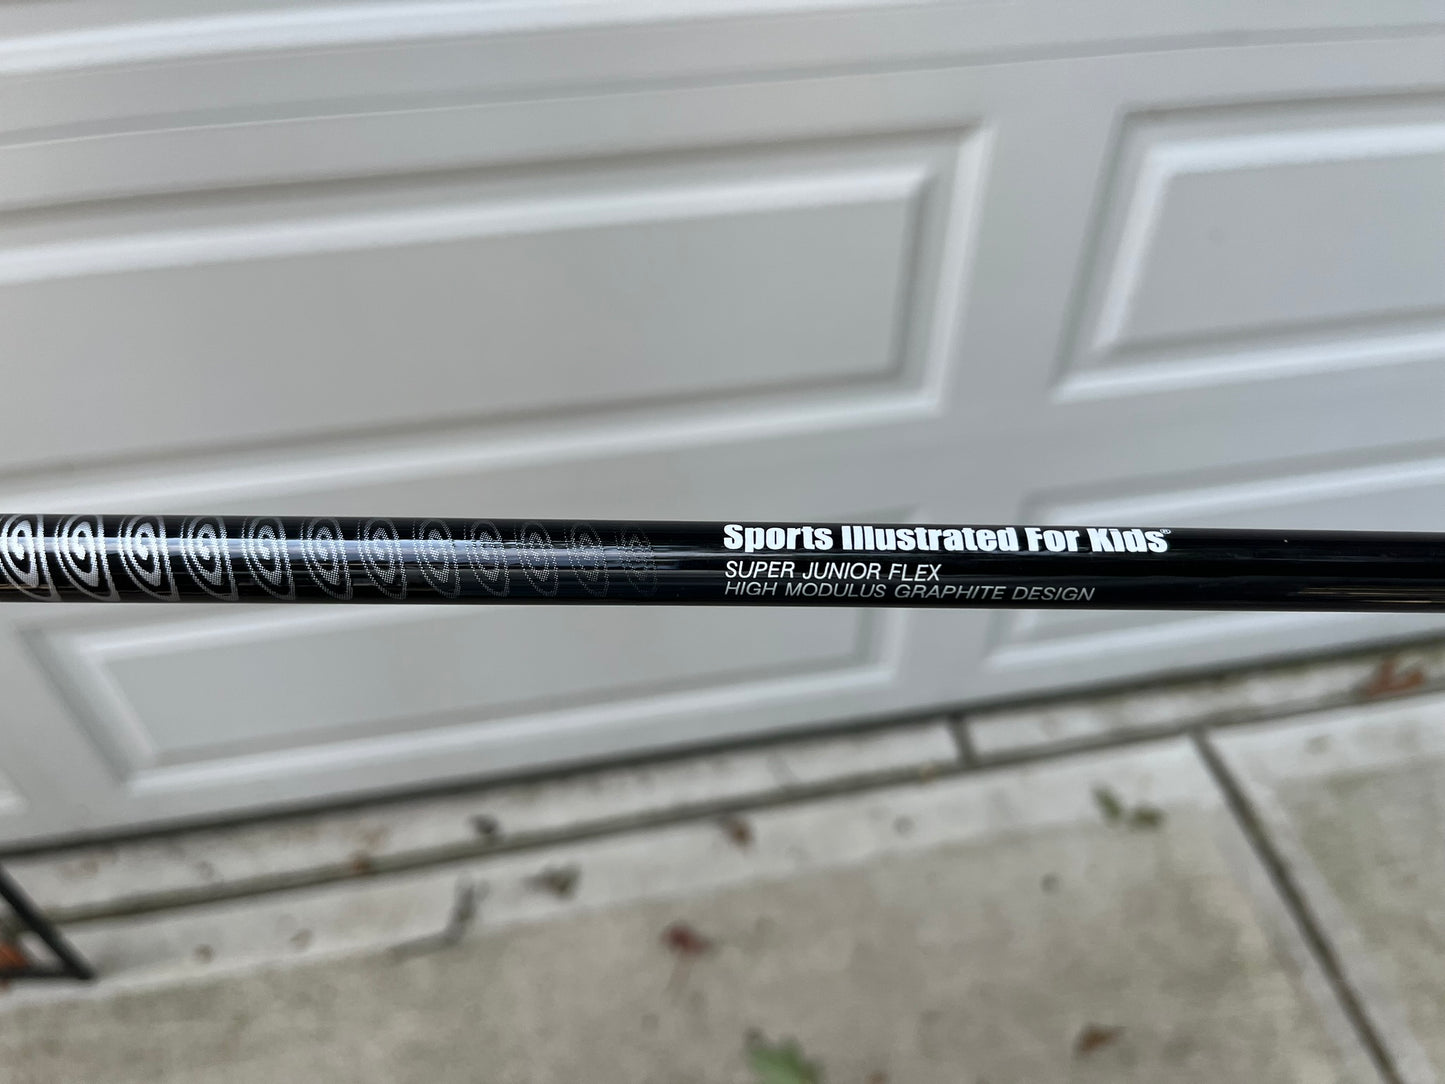 Sports Illustrated For Kids®
SUPER JUNIOR FLEX
HIGH MODULUS GRAPHITE DESIGN